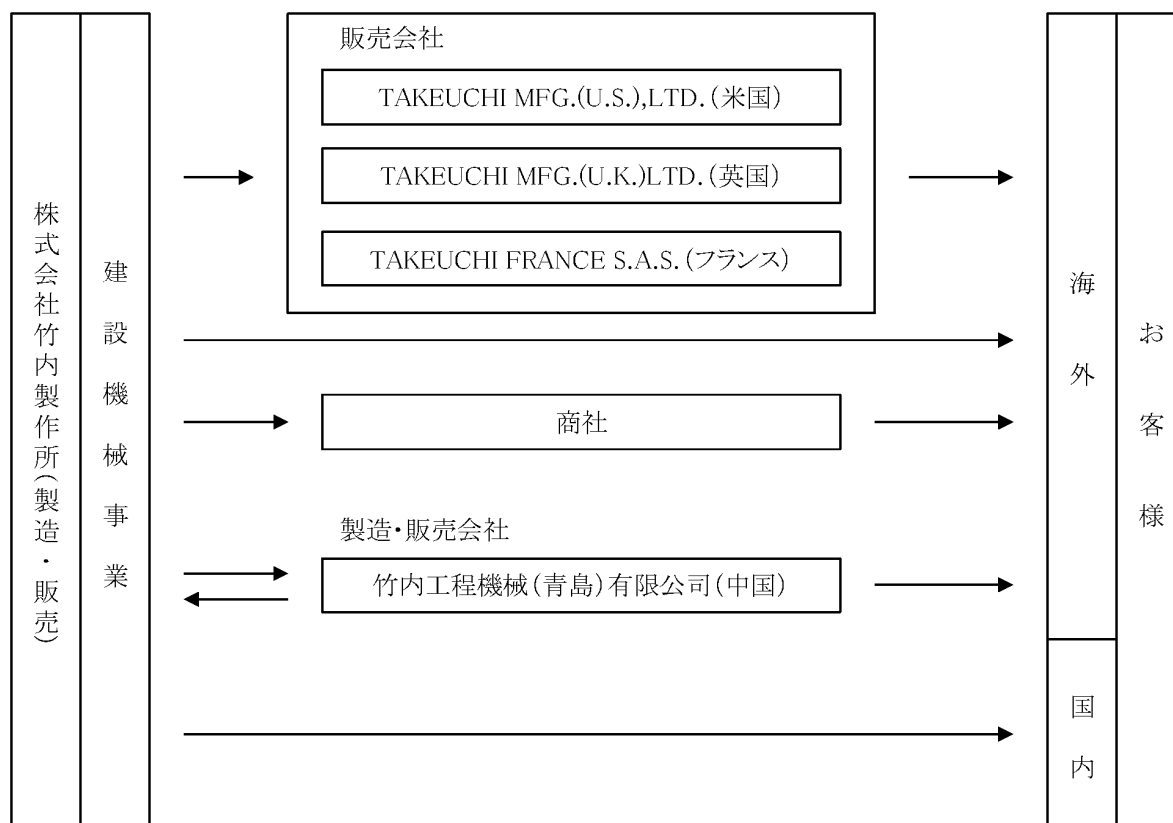 株式会社竹内製作所(製造・販売)
建設機械事業
販売会社
TAKEUCHI MFG.(U.S.),LTD.(米国)
TAKEUCHI MFG.(U.K.)LTD.(英国)
TAKEUCHI FRANCE S.A.S.(フランス)
商社
製造・販売会社
竹内工程機械(青島)有限公司(中国)
海外
国内
お客様